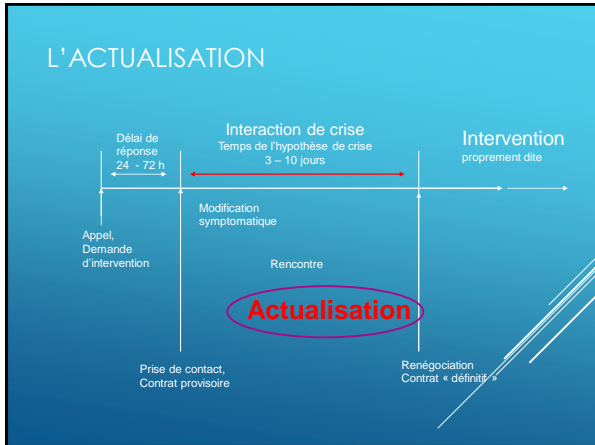 L'ACTUALISATION
Délai de
réponse
24 - 72 h
Interaction de crise
Temps de l'hypothèse de crise
3 – 10 jours
Intervention
proprement dite
Modification
symptomatique
Appel,
Demande
d'intervention
Rencontre
Actualisation
Prise de contact,
Contrat provisoire
Renégociation
Contrat « définitif »